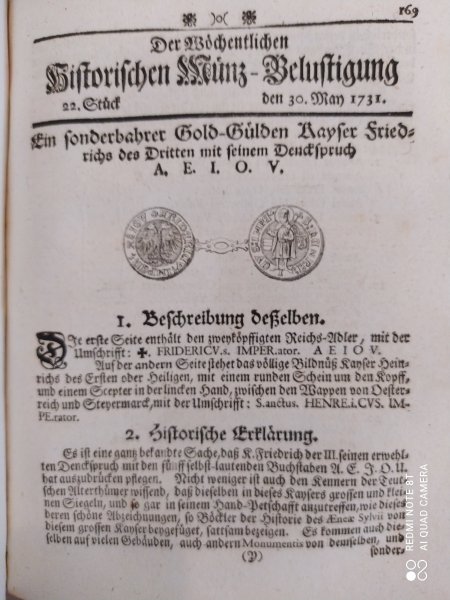 169
Der Wöchentlichen
Historischen Münz-Belustigung
22. Stück den 30. May 1731.
Ein sonderbahrer Gold-Gülden Kayser Fried-
richs des Dritten mit seinem Denckspruch
A. E. I. O. V.
1. Beschreibung deßelben.
Die erste Seite enthält den zweyköpffigten Reichs-Adler, mit der
Umschrifft: ✠. FRIDERICV.s. IMPER.ator. A E I O V.
Auf der andern Seite stehet das völlige Bildnüß Kayser Hein-
richs des Ersten oder Heiligen, mit einem runden Schein um den Kopff,
und einem Scepter in der lincken Hand, zwischen den Wappen von Oester-
reich und Steyermarck, mit der Umschrifft: S.anctus. HENRE.i.CVS. IM-
PE.rator.
2. Historische Erklärung.
Es ist eine gantz bekandte Sache, daß K. Friedrich der III. seinen erwehl-
ten Denckspruch mit den fünff selbst-lautenden Buchstaben A. E. J. O. U.
hat auszudrücken pflegen. Nicht weniger ist auch den Kennern der Teut-
schen Alterthümer wissend, daß dieselben in dieses Kaysers grossen und klei-
nen Siegeln, und so gar in seinem Hand-Petschafft anzutreffen, wie dieses
deren schöne Abzeichnungen, so Böckler der Historie des Æneæ Sylvii von
diesem grossen Kayser beygefüget, sattsam bezeigen. Es kommen auch die-
selben auf vielen Gebäuden, auch andern Monumentis von demselben, und
(Y) sonder-
REDMI NOTE 8T
AI QUAD CAMERA